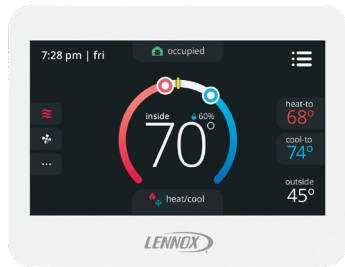 7:28 pm | fri
occupied
inside
60%
70°
heat-to
68°
cool-to
74°
outside
45°
heat/cool
LENNOX